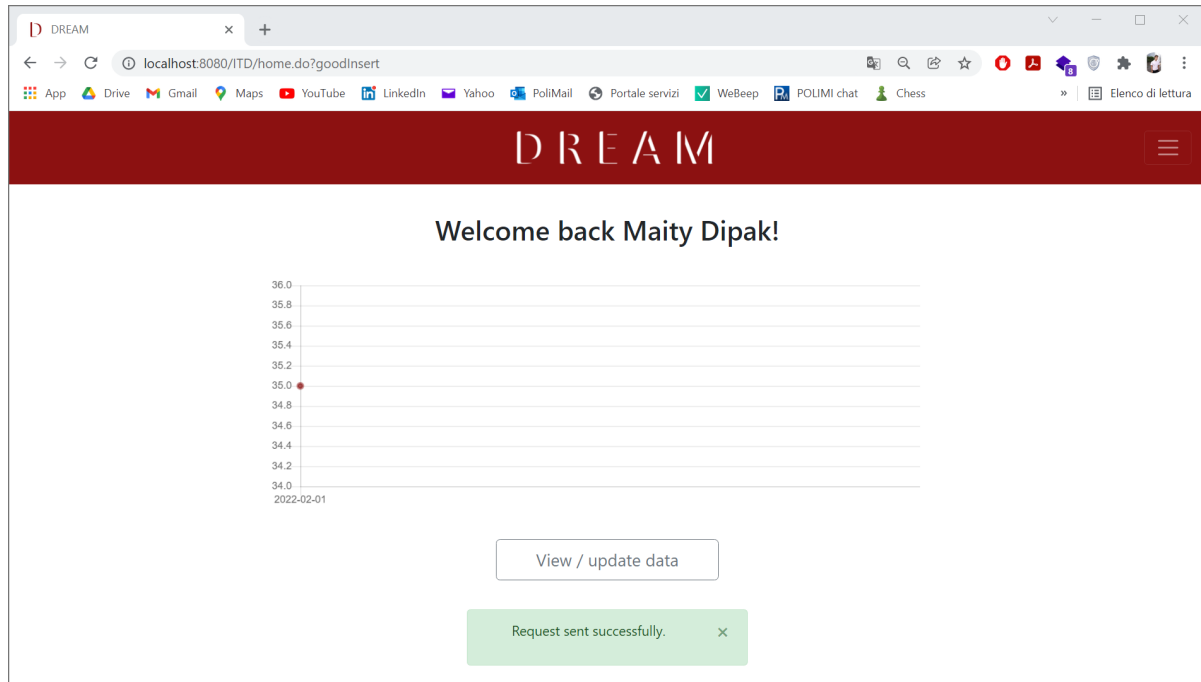 DREAM
localhost:8080/ITD/home.do?goodInsert
App Drive Gmail Maps YouTube LinkedIn Yahoo PoliMail Portale servizi WeBeep POLIMI chat Chess » Elenco di lettura
8
DREAM
Welcome back Maity Dipak!
36.0
35.8
35.6
35.4
35.2
35.0
34.8
34.6
34.4
34.2
34.0
2022-02-01
View / update data
Request sent successfully.